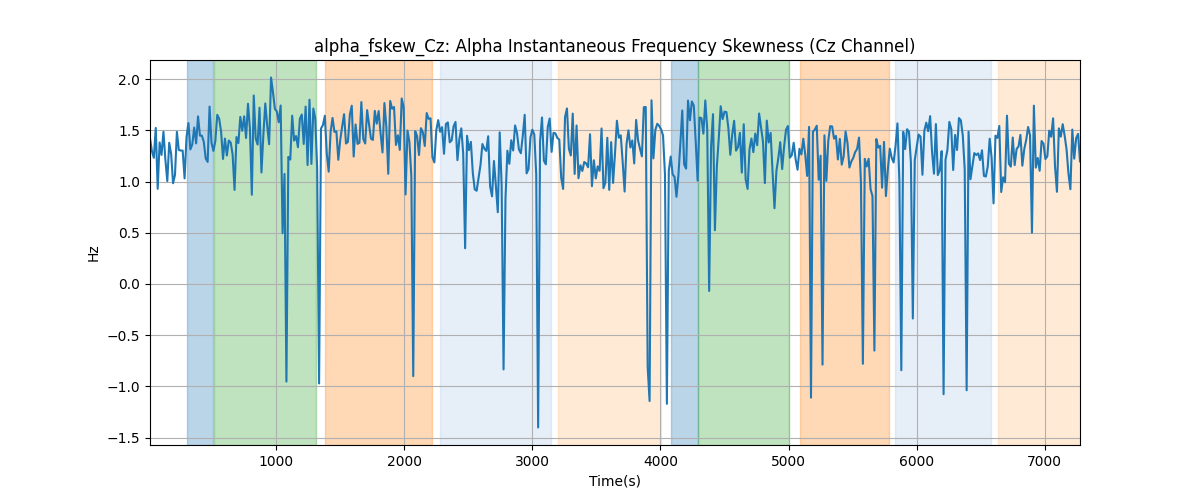 alpha_fskew_Cz: Alpha Instantaneous Frequency Skewness (Cz Channel)
2.0
1.5
1.0
0.5
0.0
−0.5
−1.0
−1.5
Hz
1000 2000 3000 4000 5000 6000 7000
Time(s)